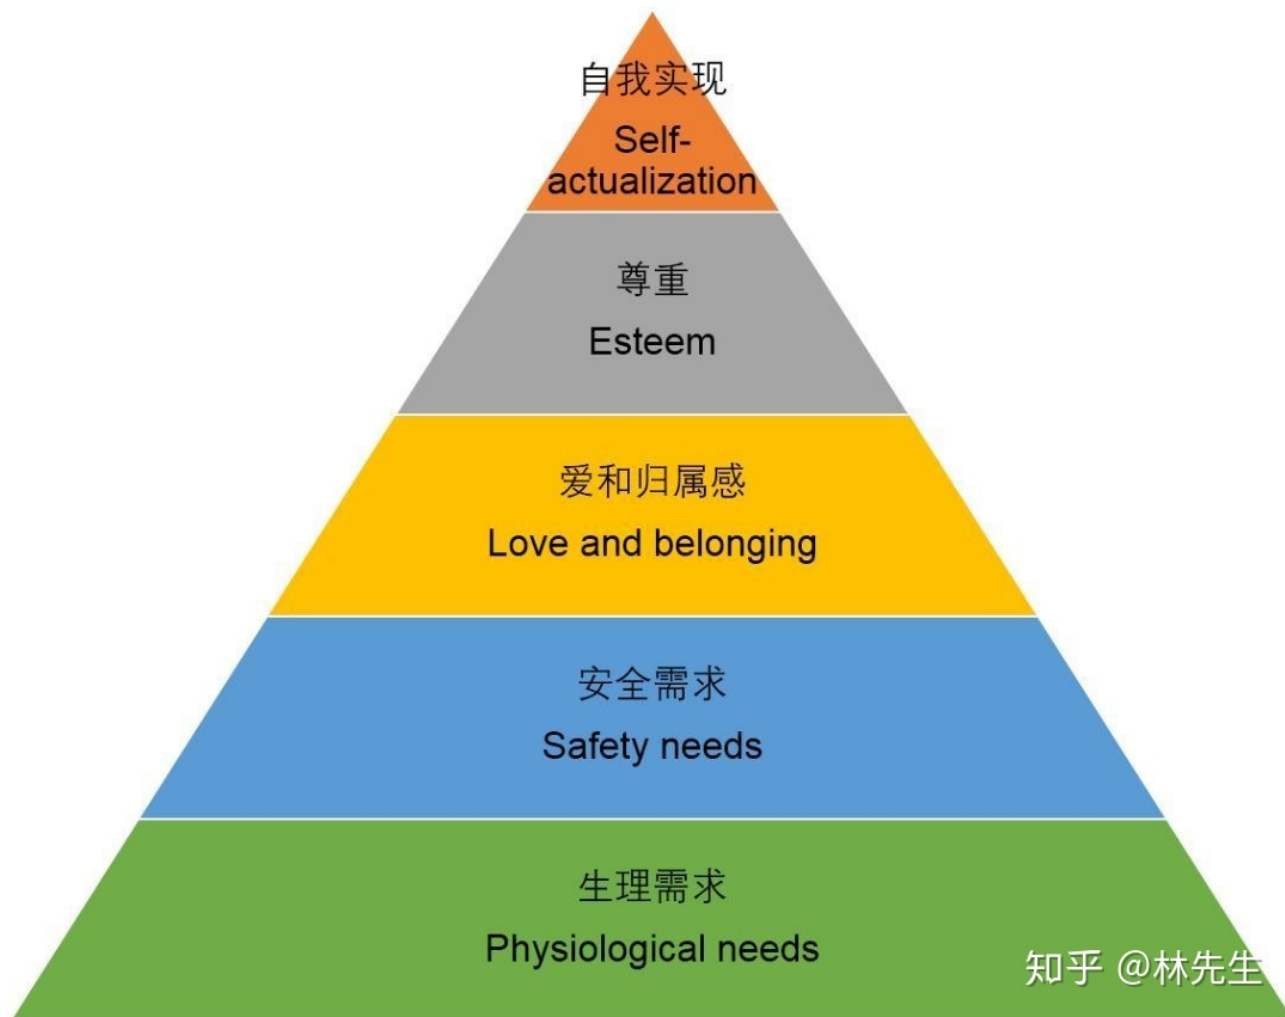 自我实现
Self-
actualization
尊重
Esteem
爱和归属感
Love and belonging
安全需求
Safety needs
生理需求
Physiological needs
知乎 @林先生